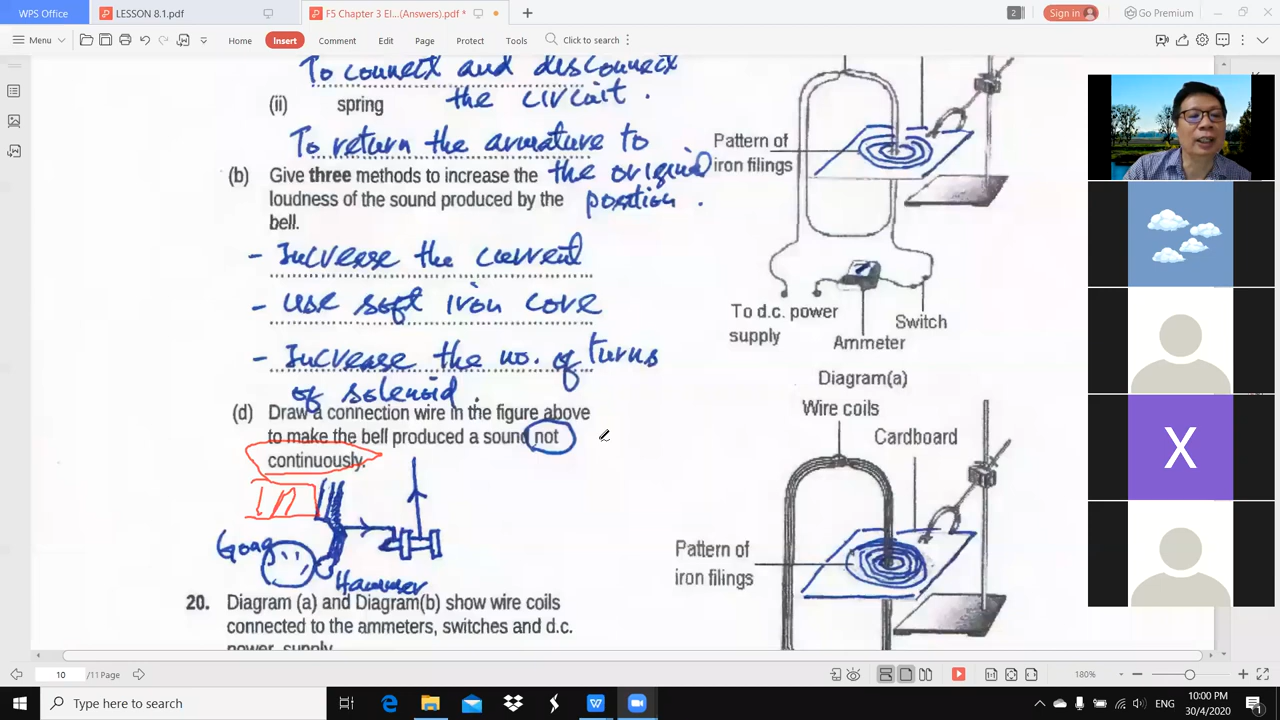 WPS Office
LESSON 8.1.pdf
F5 Chapter 3 El...(Answers).pdf *
+
2
Sign in
Go Premium
Menu
Home
Insert
Comment
Edit
Page
Protect
Tools
Click to search
To connect and disconnect
the circuit.
(ii) spring
To return the armature to
the original
position.
(b) Give three methods to increase the
loudness of the sound produced by the
bell.
- Increase the current
- use soft iron core
- Increase the no. of turns
of solenoid.
(d) Draw a connection wire in the figure above
to make the bell produced a sound not
continuously.
Gong
Hammer
20. Diagram (a) and Diagram(b) show wire coils
connected to the ammeters, switches and d.c.
power supply
Pattern of
iron filings
To d.c. power
supply
Ammeter
Switch
Diagram(a)
Wire coils
Cardboard
Pattern of
iron filings
X
10
/11 Page
180%
Type here to search
ENG
10:00 PM
30/4/2020